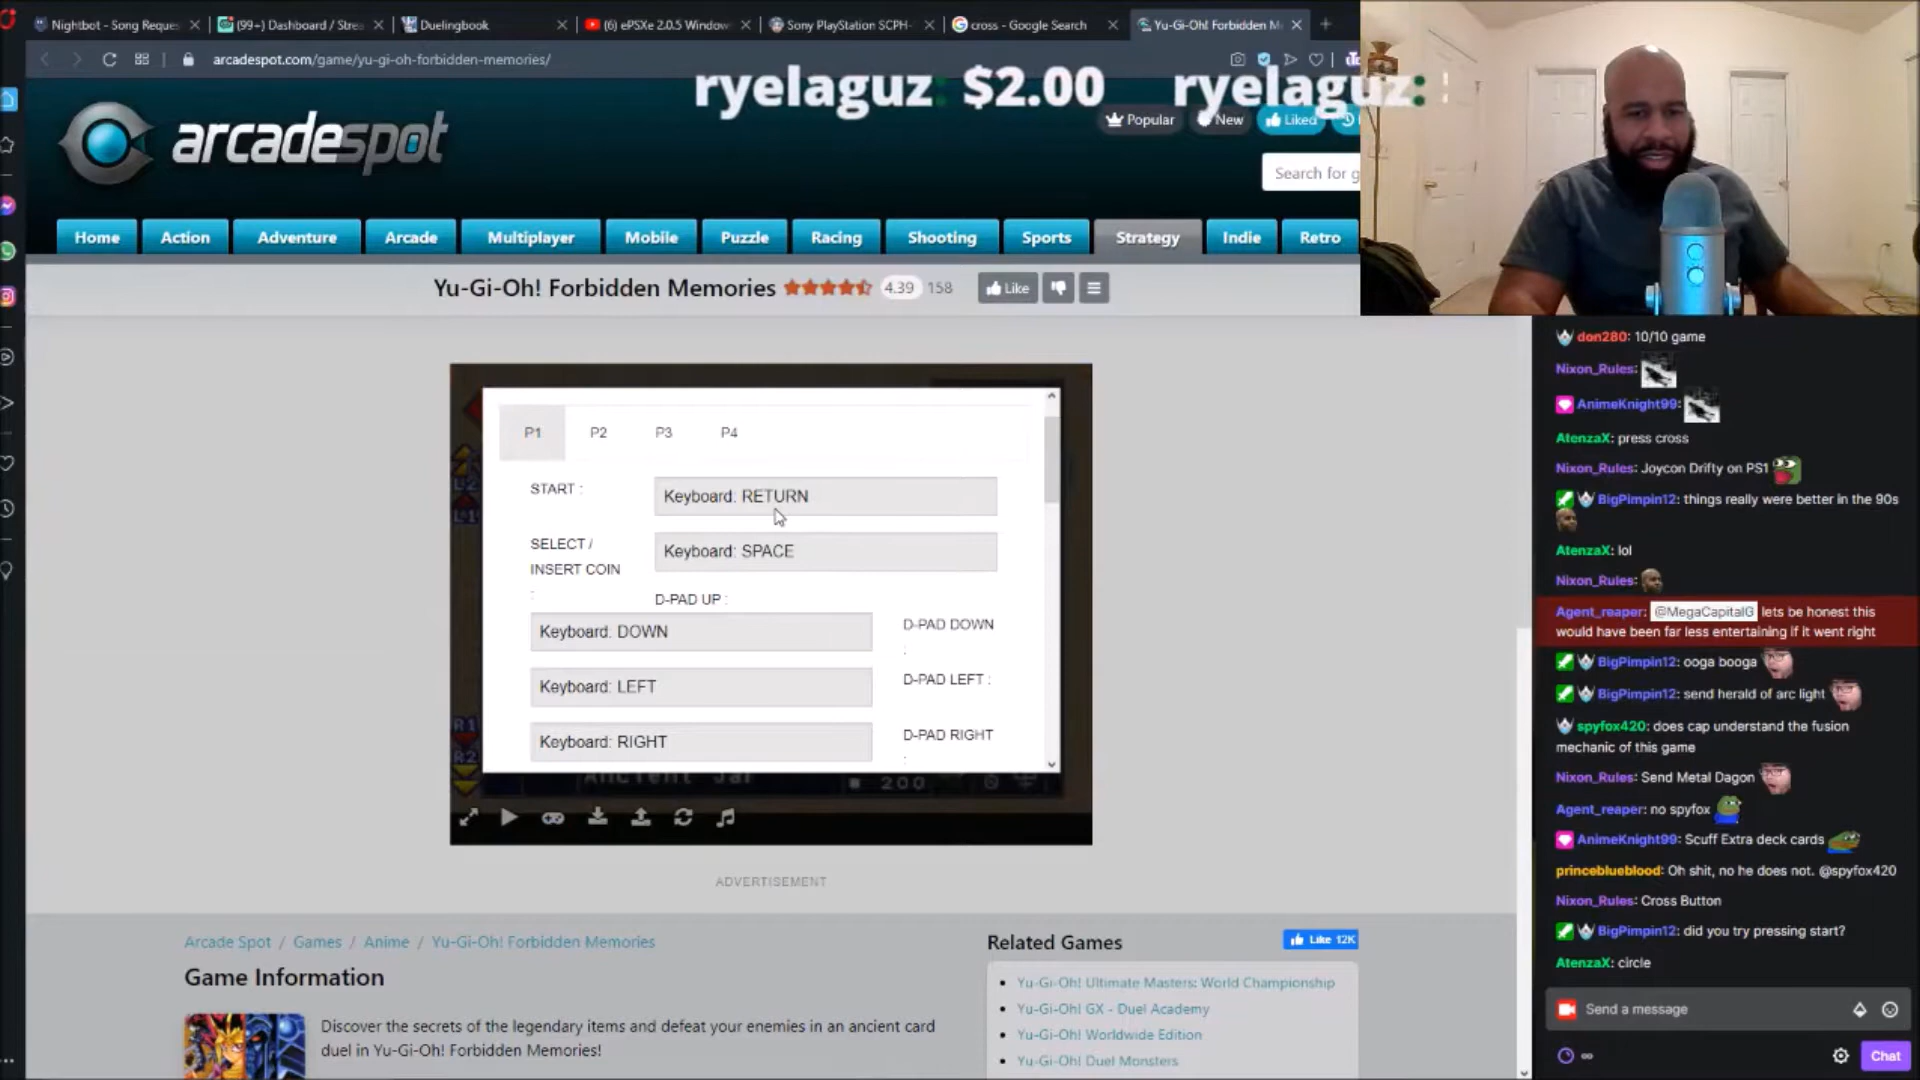 Nightbot - Song Reques
(99+) Dashboard / Strea
Duelingbook
(6) ePSXe 2.0.5 Window
Sony PlayStation SCPH-
cross - Google Search
Yu-Gi-Oh! Forbidden M
arcadespot.com/game/yu-gi-oh-forbidden-memories/
ryelaguz: $2.00 ryelaguz:
arcadespot
Popular
New
Liked
Search for g
Home
Action
Adventure
Arcade
Multiplayer
Mobile
Puzzle
Racing
Shooting
Sports
Strategy
Indie
Retro
Yu-Gi-Oh! Forbidden Memories
4.39
158
Like
L2
L1
R1
R2
P1
P2
P3
P4
START :
Keyboard: RETURN
SELECT /
INSERT COIN
:
Keyboard: SPACE
D-PAD UP :
Keyboard: DOWN
D-PAD DOWN
:
Keyboard: LEFT
D-PAD LEFT :
Keyboard: RIGHT
D-PAD RIGHT
:
Ancient Jar
200
ADVERTISEMENT
Arcade Spot / Games / Anime / Yu-Gi-Oh! Forbidden Memories
Game Information
Discover the secrets of the legendary items and defeat your enemies in an ancient card
duel in Yu-Gi-Oh! Forbidden Memories!
Related Games
Like 12K
Yu-Gi-Oh! Ultimate Masters: World Championship
Yu-Gi-Oh! GX - Duel Academy
Yu-Gi-Oh! Worldwide Edition
Yu-Gi-Oh! Duel Monsters
don280: 10/10 game
Nixon_Rules:
AnimeKnight99:
AtenzaX: press cross
Nixon_Rules: Joycon Drifty on PS1
BigPimpin12: things really were better in the 90s
AtenzaX: lol
Nixon_Rules:
Agent_reaper: @MegaCapitalG lets be honest this
would have been far less entertaining if it went right
BigPimpin12: ooga booga
BigPimpin12: send herald of arc light
spyfox420: does cap understand the fusion
mechanic of this game
Nixon_Rules: Send Metal Dagon
Agent_reaper: no spyfox
AnimeKnight99: Scuff Extra deck cards
princeblueblood: Oh shit, no he does not. @spyfox420
Nixon_Rules: Cross Button
BigPimpin12: did you try pressing start?
AtenzaX: circle
Send a message
Chat